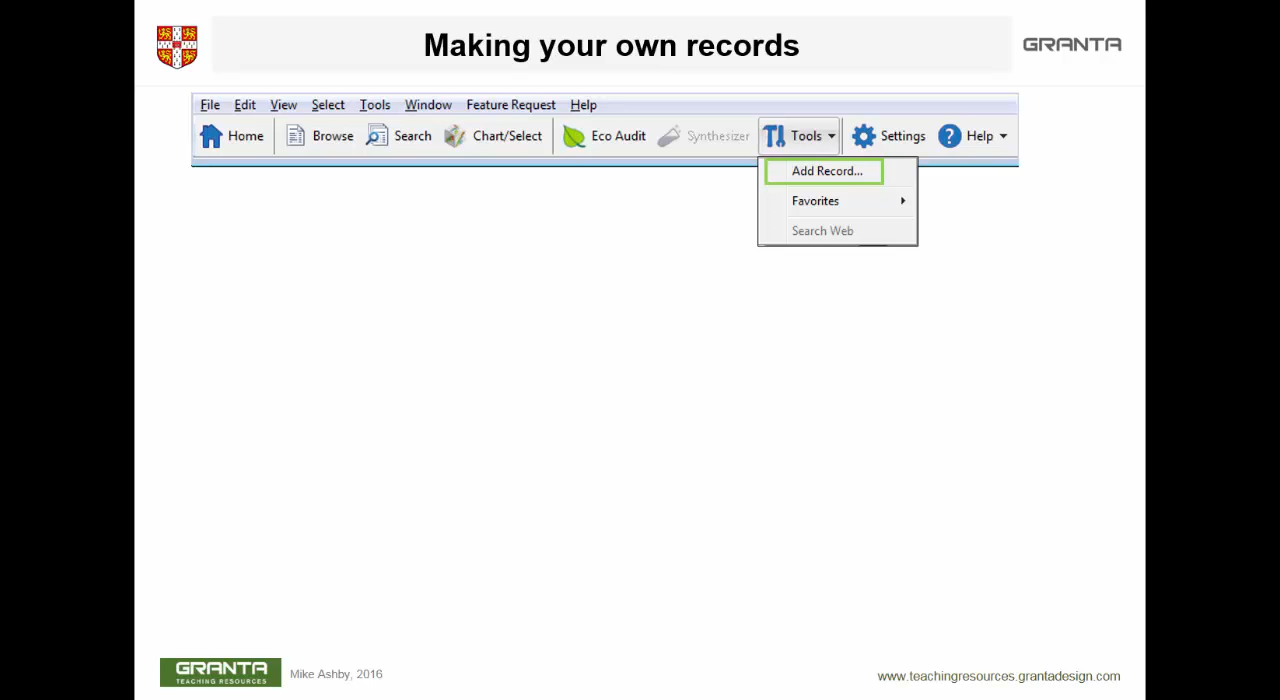 Making your own records
GRANTA
File Edit View Select Tools Window Feature Request Help
Home Browse Search Chart/Select Eco Audit Synthesizer Tools Settings Help
Add Record...
Favorites
Search Web
GRANTA
TEACHING RESOURCES
Mike Ashby, 2016
www.teachingresources.grantadesign.com